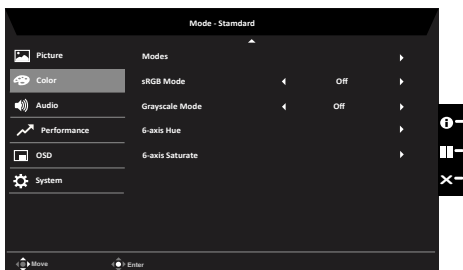 Mode - Stamdard
Picture
Modes
Color
sRGB Mode Off
Audio
Grayscale Mode Off
Performance
6-axis Hue
OSD
6-axis Saturate
System
Move Enter